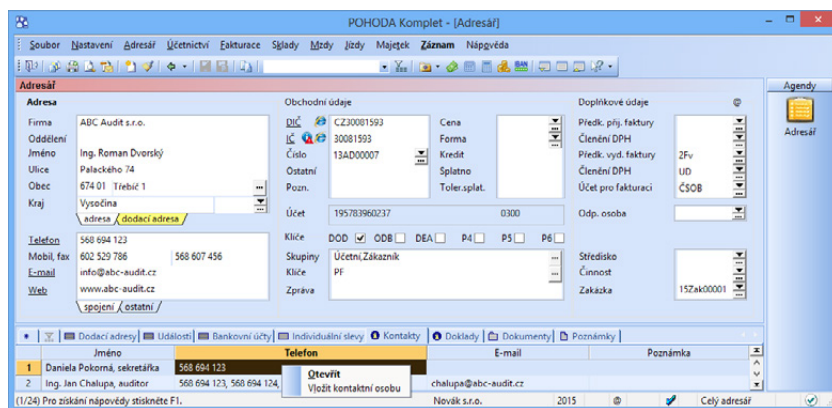 POHODA Komplet - [Adresář]
Soubor Nastavení Adresář Účetnictví Fakturace Sklady Mzdy Jízdy Majetek Záznam Nápověda
Adresář
Agendy
Adresář
Adresa
Firma ABC Audit s.r.o.
Oddělení
Jméno Ing. Roman Dvorský
Ulice Palackého 74
Obec 674 01 Třebíč 1
Kraj Vysočina
adresa dodací adresa
Telefon 568 694 123
Mobil, fax 602 529 786 568 607 456
E-mail info@abc-audit.cz
Web www.abc-audit.cz
spojení ostatní
Obchodní údaje
DIČ CZ30081593 Cena
IČ 30081593 Forma
Číslo 13AD00007 Kredit
Ostatní Splatno
Pozn. Toler.splat.
Účet 195783960237 0300
Klíče DOD ODB DEA P4 P5 P6
Skupiny Účetní,Zákazník
Klíče PF
Zpráva
Doplňkové údaje @
Předk. přij. faktury
Členění DPH
Předk. vyd. faktury 2Fv
Členění DPH UD
Účet pro fakturaci ČSOB
Odp. osoba
Středisko
Činnost
Zakázka 15Zak00001
Dodací adresy Události Bankovní účty Individuální slevy Kontakty Doklady Dokumenty Poznámky
Jméno Telefon E-mail Poznámka
1 Daniela Pokorná, sekretářka 568 694 123
2 Ing. Jan Chalupa, auditor 568 694 123, 568 694 124, chalupa@abc-audit.cz
Otevřít
Vložit kontaktní osobu
(1/24) Pro získání nápovědy stiskněte F1. Novák s.r.o. 2015 @ Celý adresář